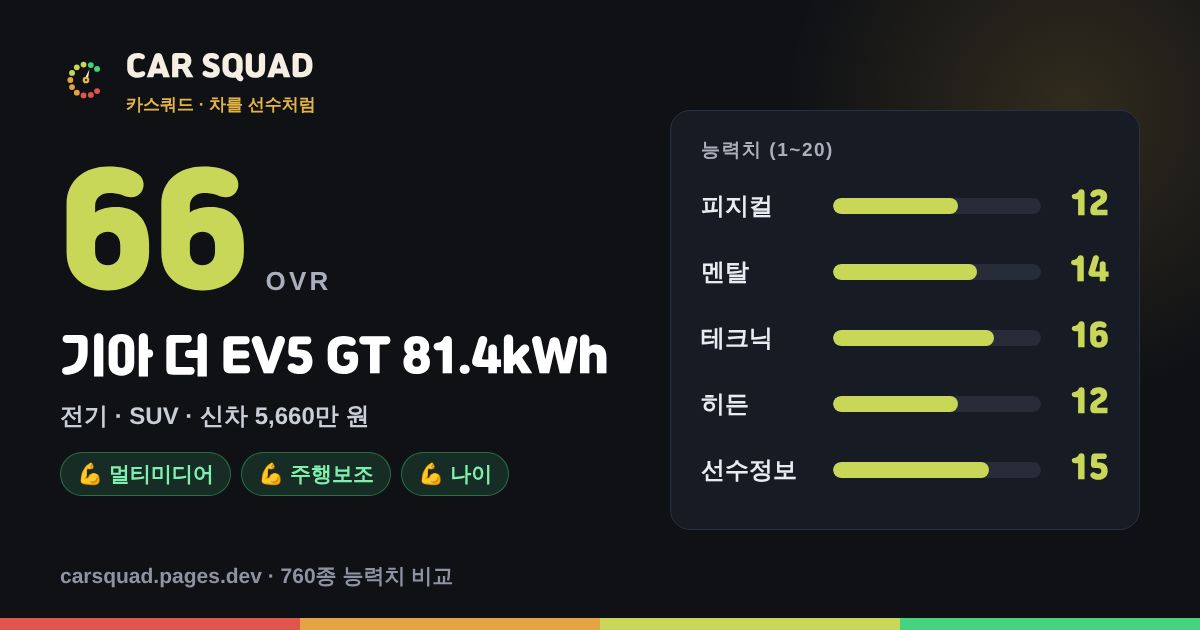 CAR SQUAD
카스쿼드 · 차를 선수처럼
66 OVR
기아 더 EV5 GT 81.4kWh
전기 · SUV · 신차 5,660만 원
💪 멀티미디어 💪 주행보조 💪 나이
carsquad.pages.dev · 760종 능력치 비교
능력치 (1~20)
피지컬 12
멘탈 14
테크닉 16
히든 12
선수정보 15